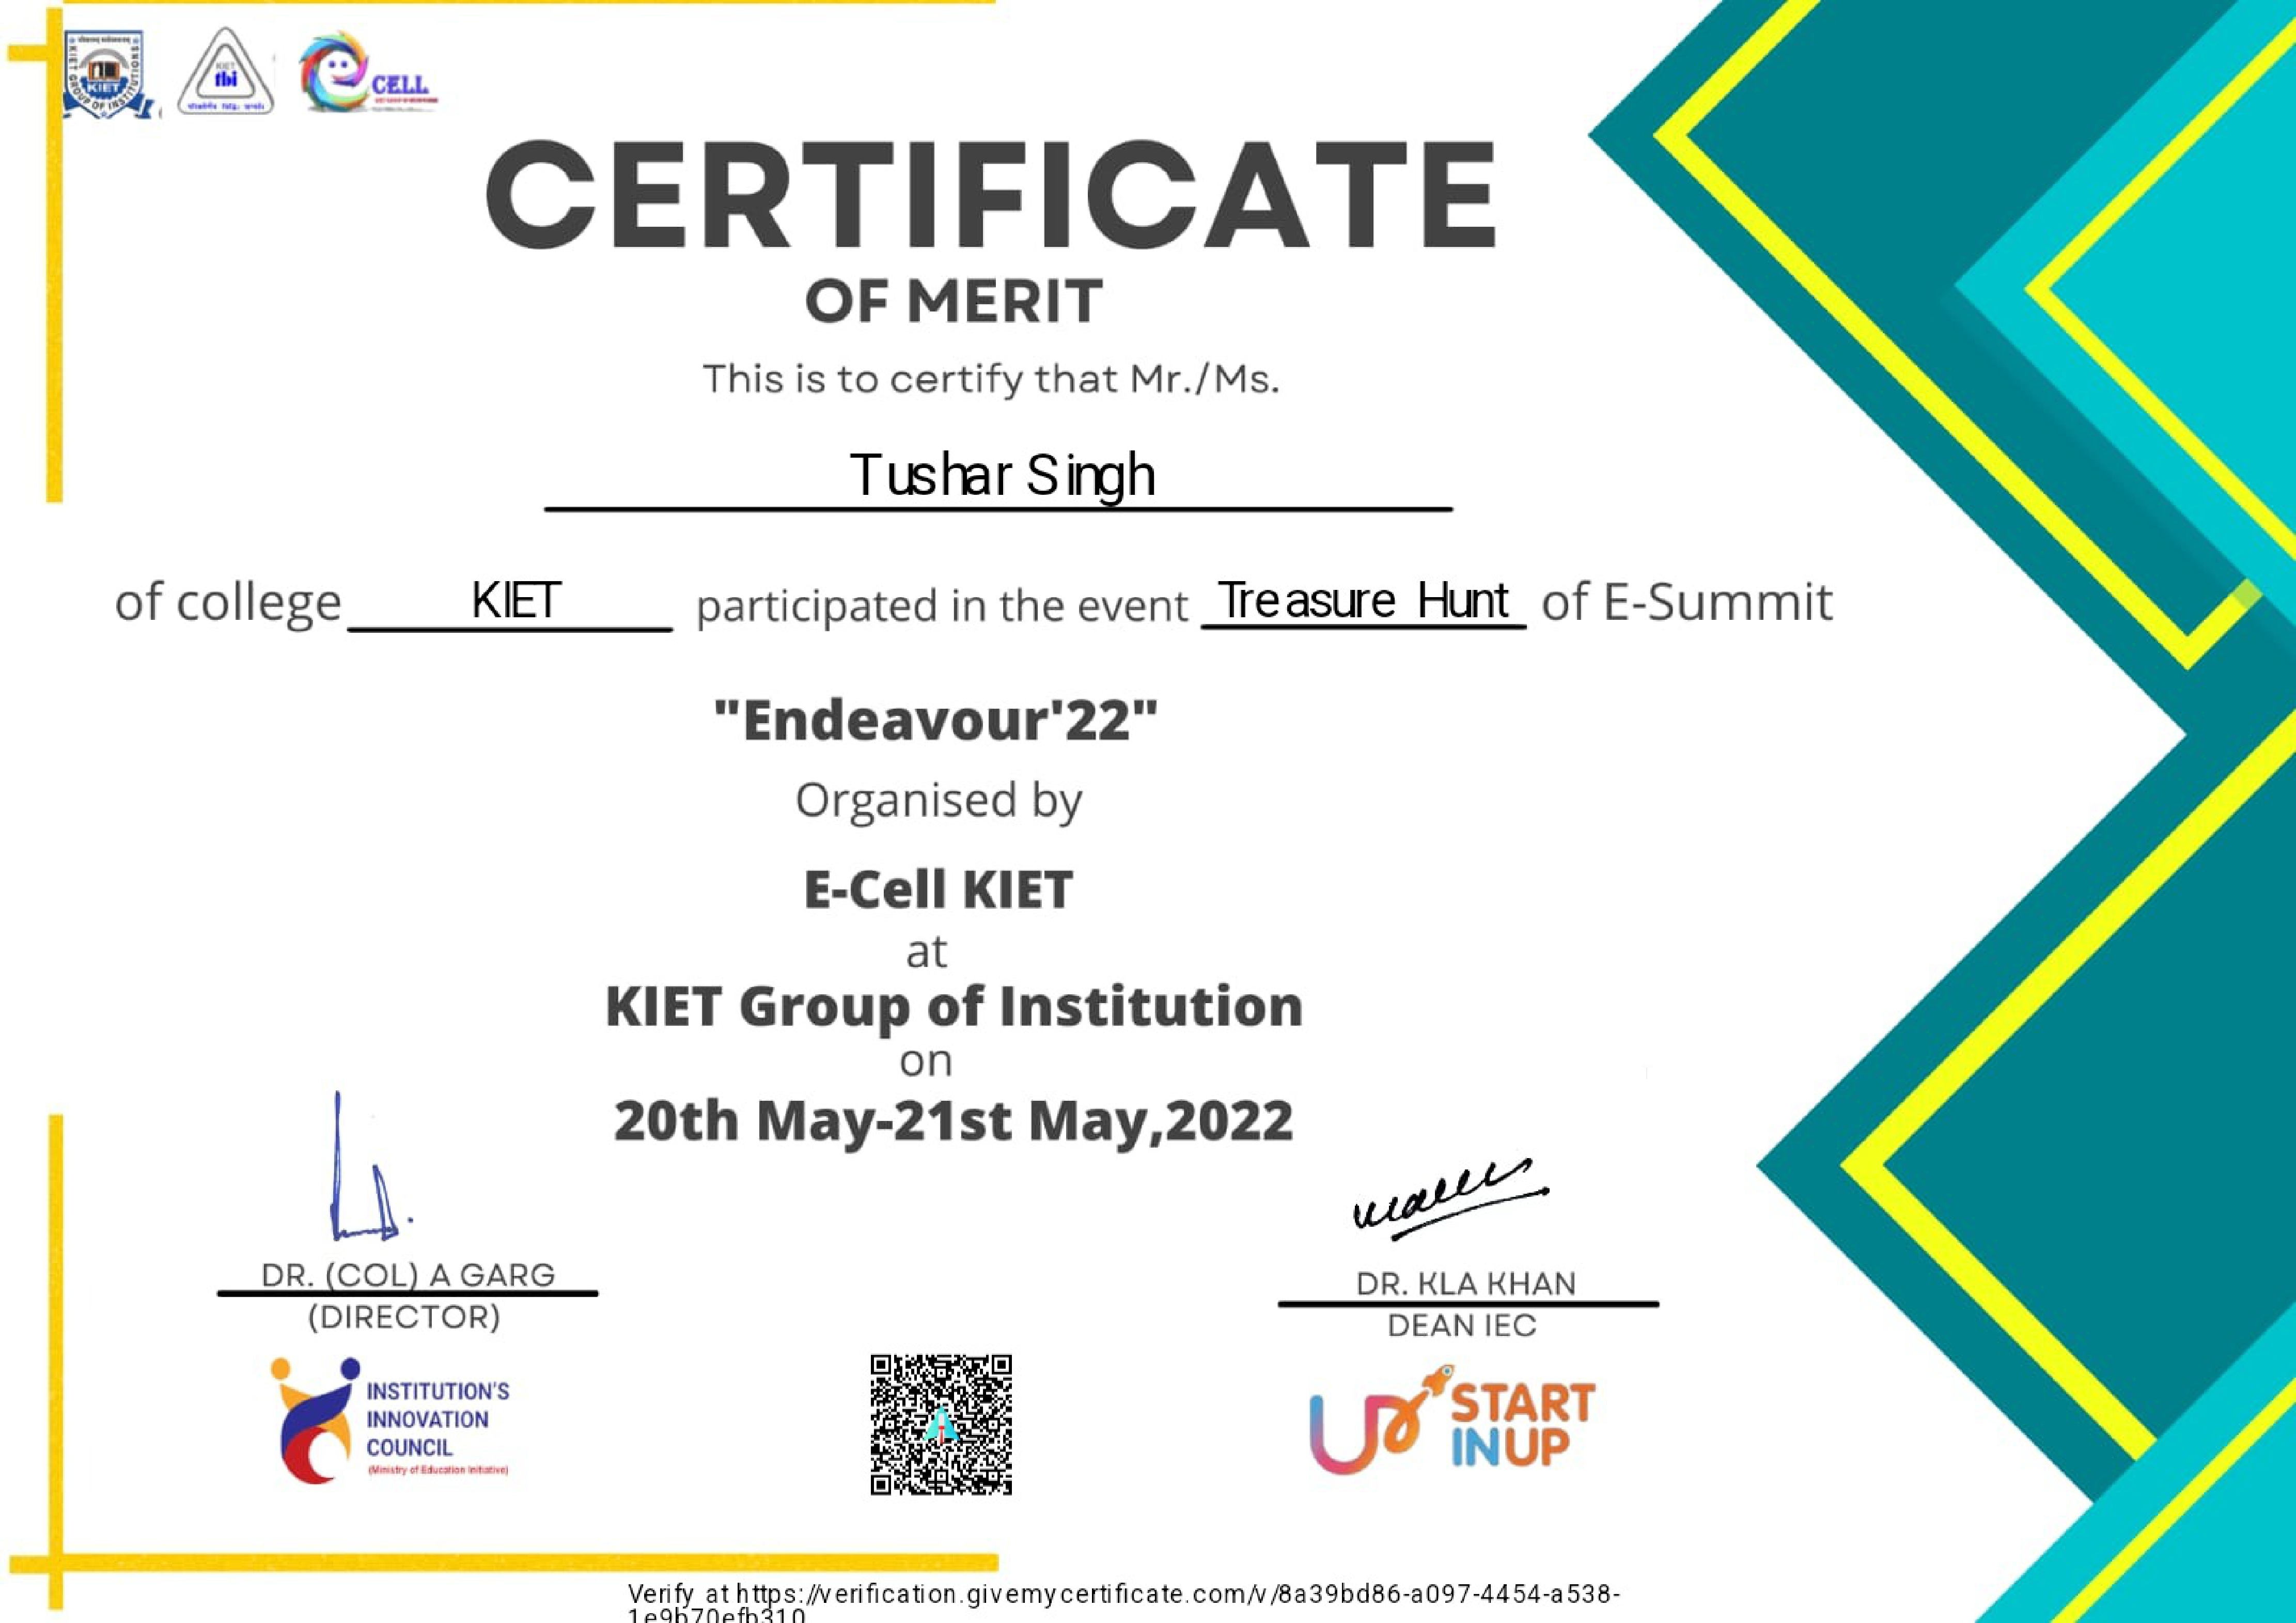 KIET GROUP OF INSTITUTIONS
KIET
KIET
tbi
CELL
CERTIFICATE
OF MERIT
This is to certify that Mr./Ms.
Tushar Singh
of college KIET participated in the event Treasure Hunt of E-Summit
"Endeavour'22"
Organised by
E-Cell KIET
at
KIET Group of Institution
on
20th May-21st May,2022
DR. (COL) A GARG
(DIRECTOR)
DR. KLA KHAN
DEAN IEC
INSTITUTION'S
INNOVATION
COUNCIL
(Ministry of Education Initiative)
START
INUP
Verify at https://verification.givemycertificate.com/v/8a39bd86-a097-4454-a538-
1e9b70efb310